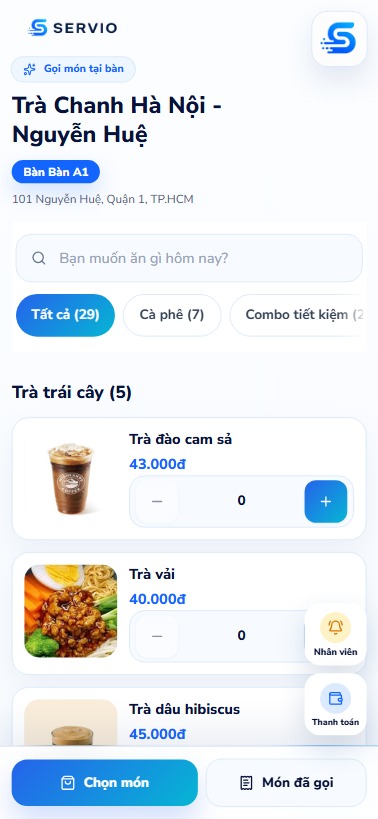 SERVIO
Gọi món tại bàn
Trà Chanh Hà Nội -
Nguyễn Huệ
Bàn Bàn A1
101 Nguyễn Huệ, Quận 1, TP.HCM
Bạn muốn ăn gì hôm nay?
Tất cả (29)
Cà phê (7)
Combo tiết kiệm (2
Trà trái cây (5)
Trà đào cam sả
43.000đ
0
Trà vải
40.000đ
0
Nhân viên
Trà dâu hibiscus
45.000đ
Thanh toán
Chọn món
Món đã gọi